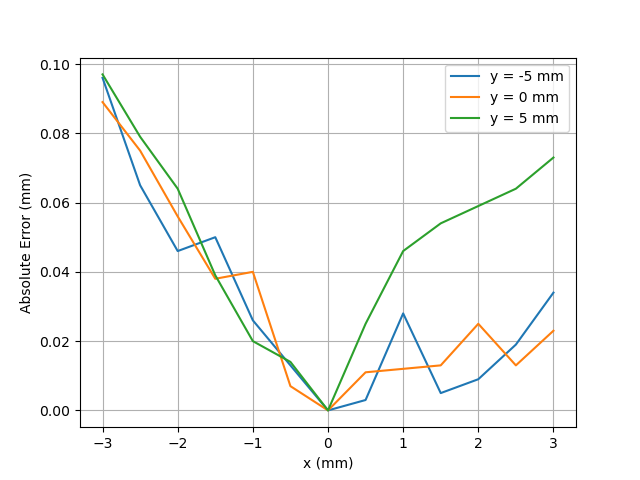 0.10
0.08
0.06
0.04
0.02
0.00
Absolute Error (mm)
y = -5 mm
y = 0 mm
y = 5 mm
−3 −2 −1 0 1 2 3
x (mm)